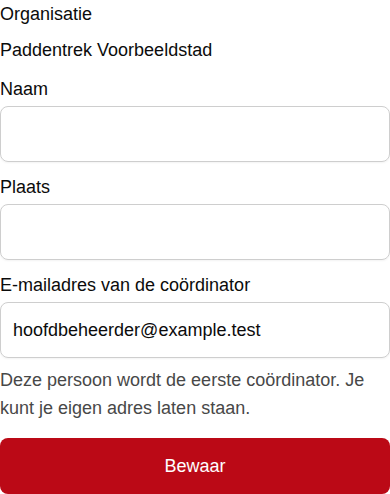 Organisatie
Paddentrek Voorbeeldstad
Naam
Plaats
E-mailadres van de coördinator
hoofdbeheerder@example.test
Deze persoon wordt de eerste coördinator. Je
kunt je eigen adres laten staan.
Bewaar